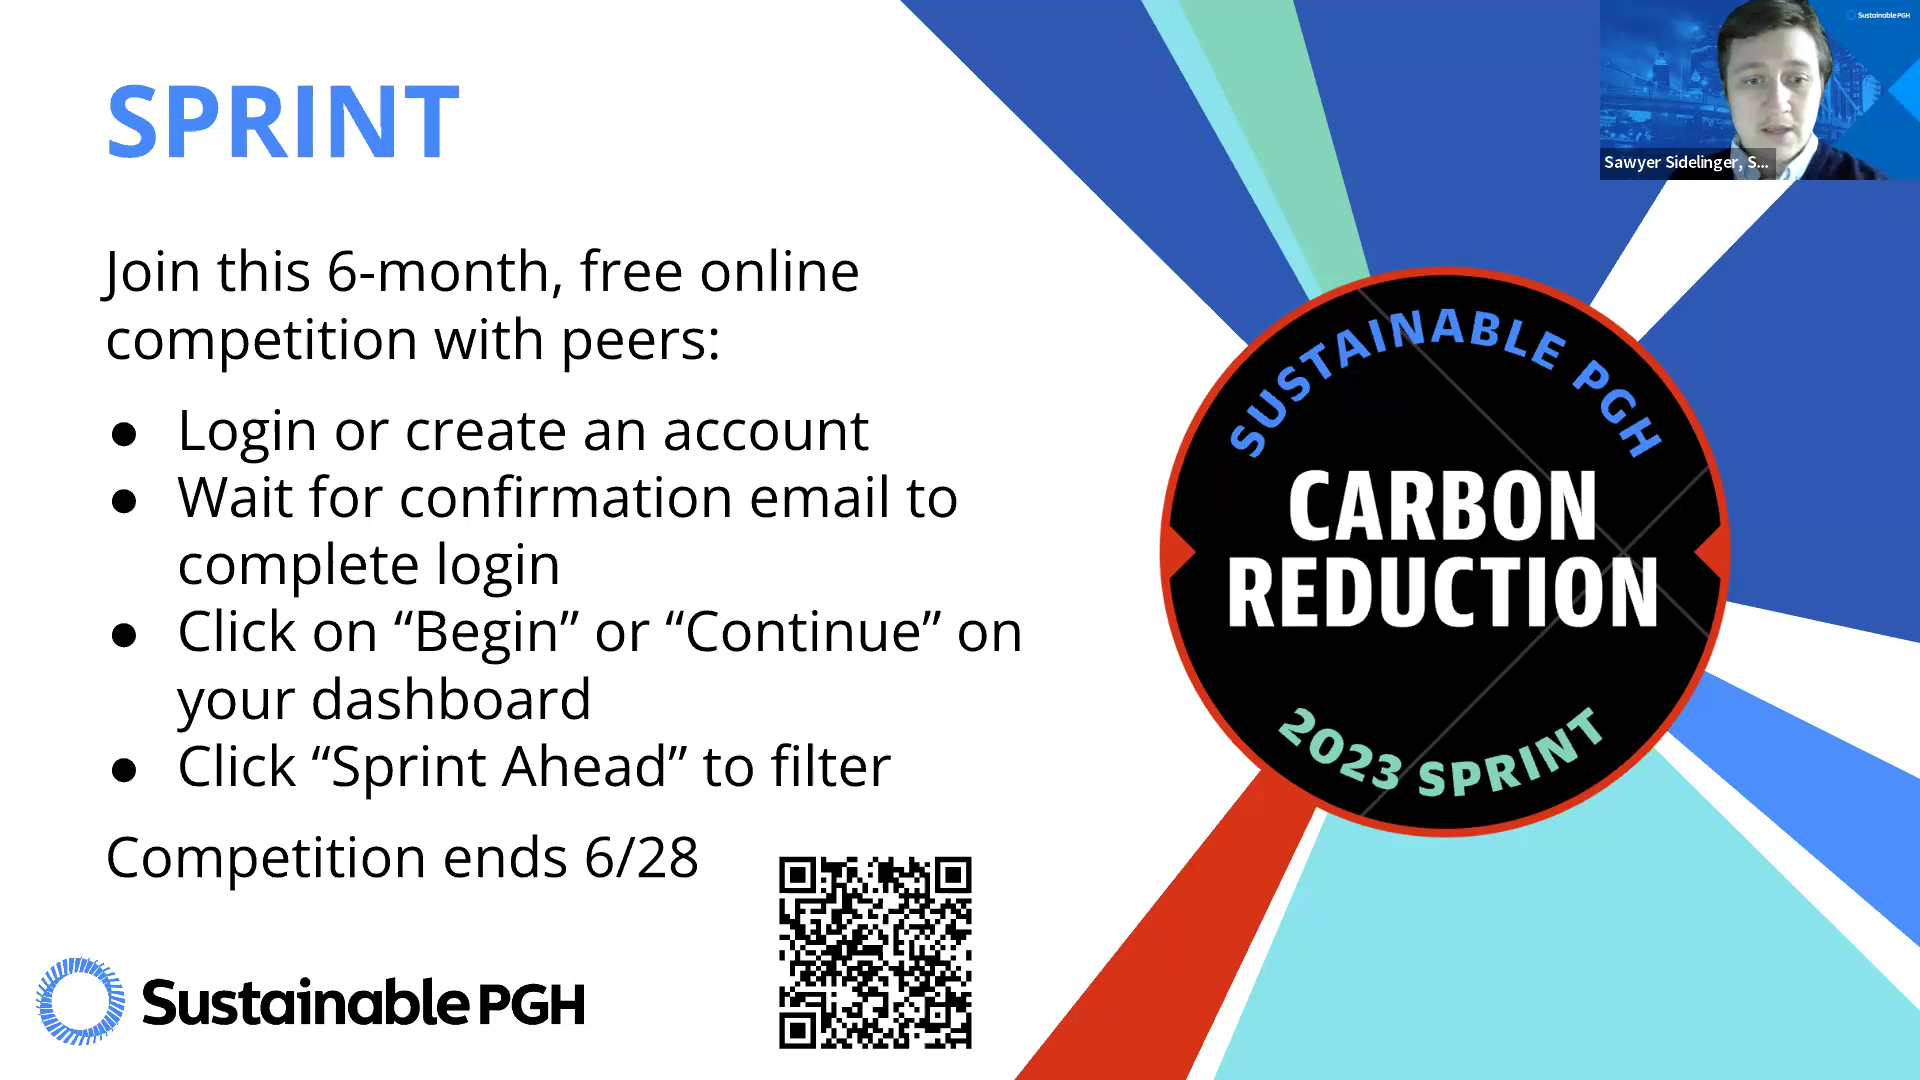 SPRINT
Join this 6-month, free online
competition with peers:
● Login or create an account
● Wait for confirmation email to
complete login
● Click on “Begin” or “Continue” on
your dashboard
● Click “Sprint Ahead” to filter
Competition ends 6/28
SustainablePGH
SUSTAINABLE PGH
CARBON
REDUCTION
2023 SPRINT
SustainablePGH
Sawyer Sidelinger, S...